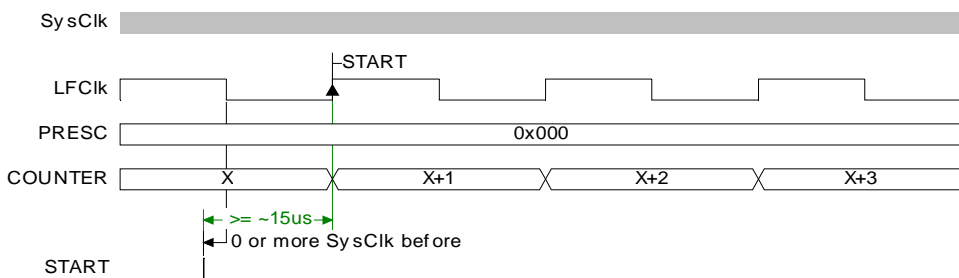 SysClk
START
LFClk
PRESC
0x000
COUNTER
X
X+1
X+2
X+3
>= ~15us
0 or more SysClk before
START